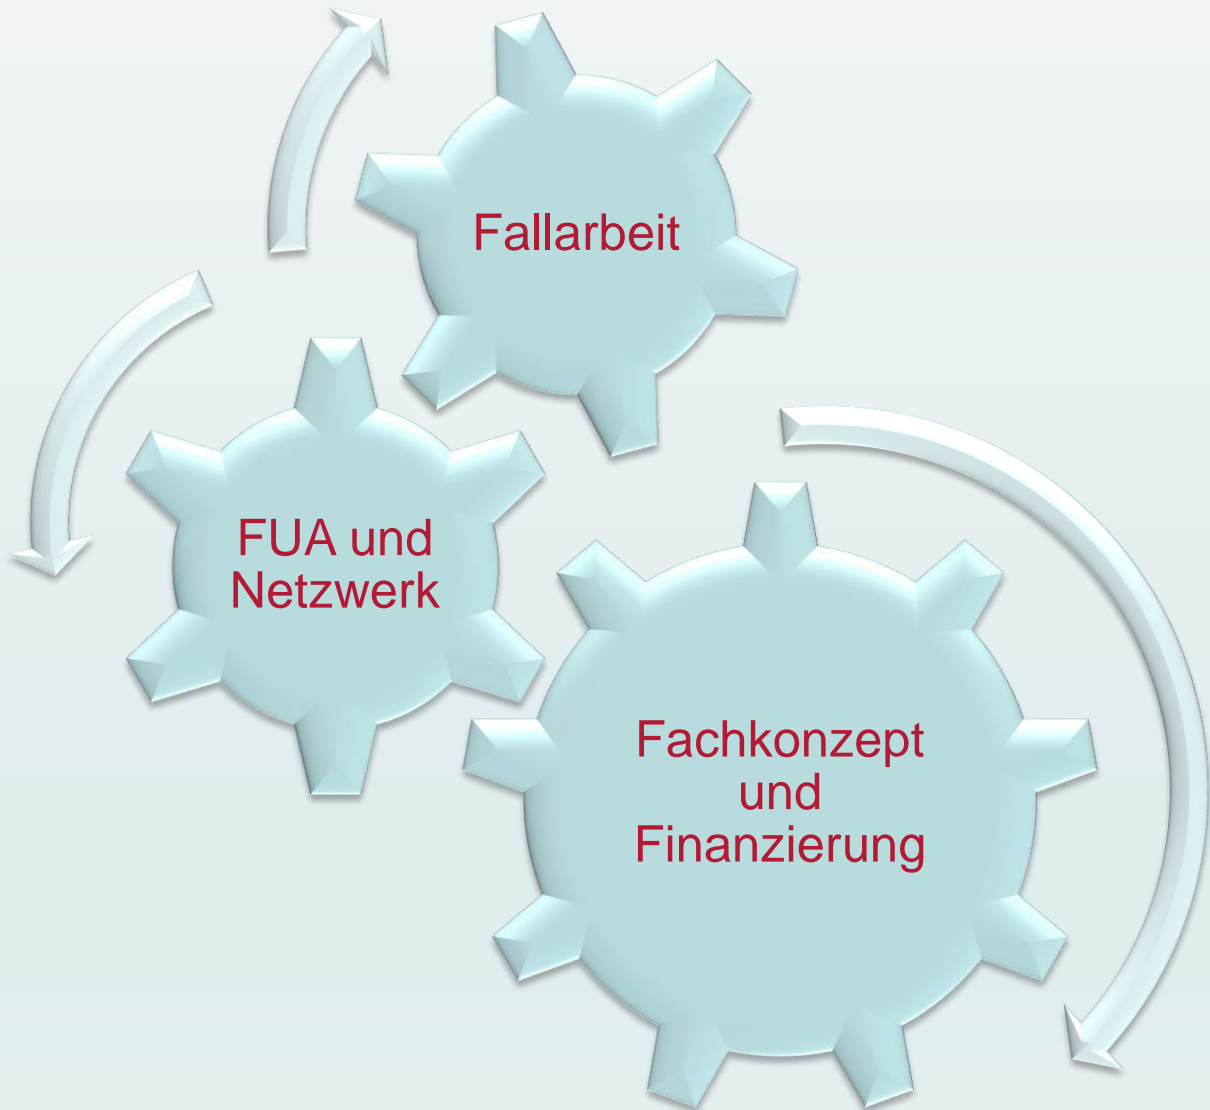 Fallarbeit
FUA und
Netzwerk
Fachkonzept
und
Finanzierung